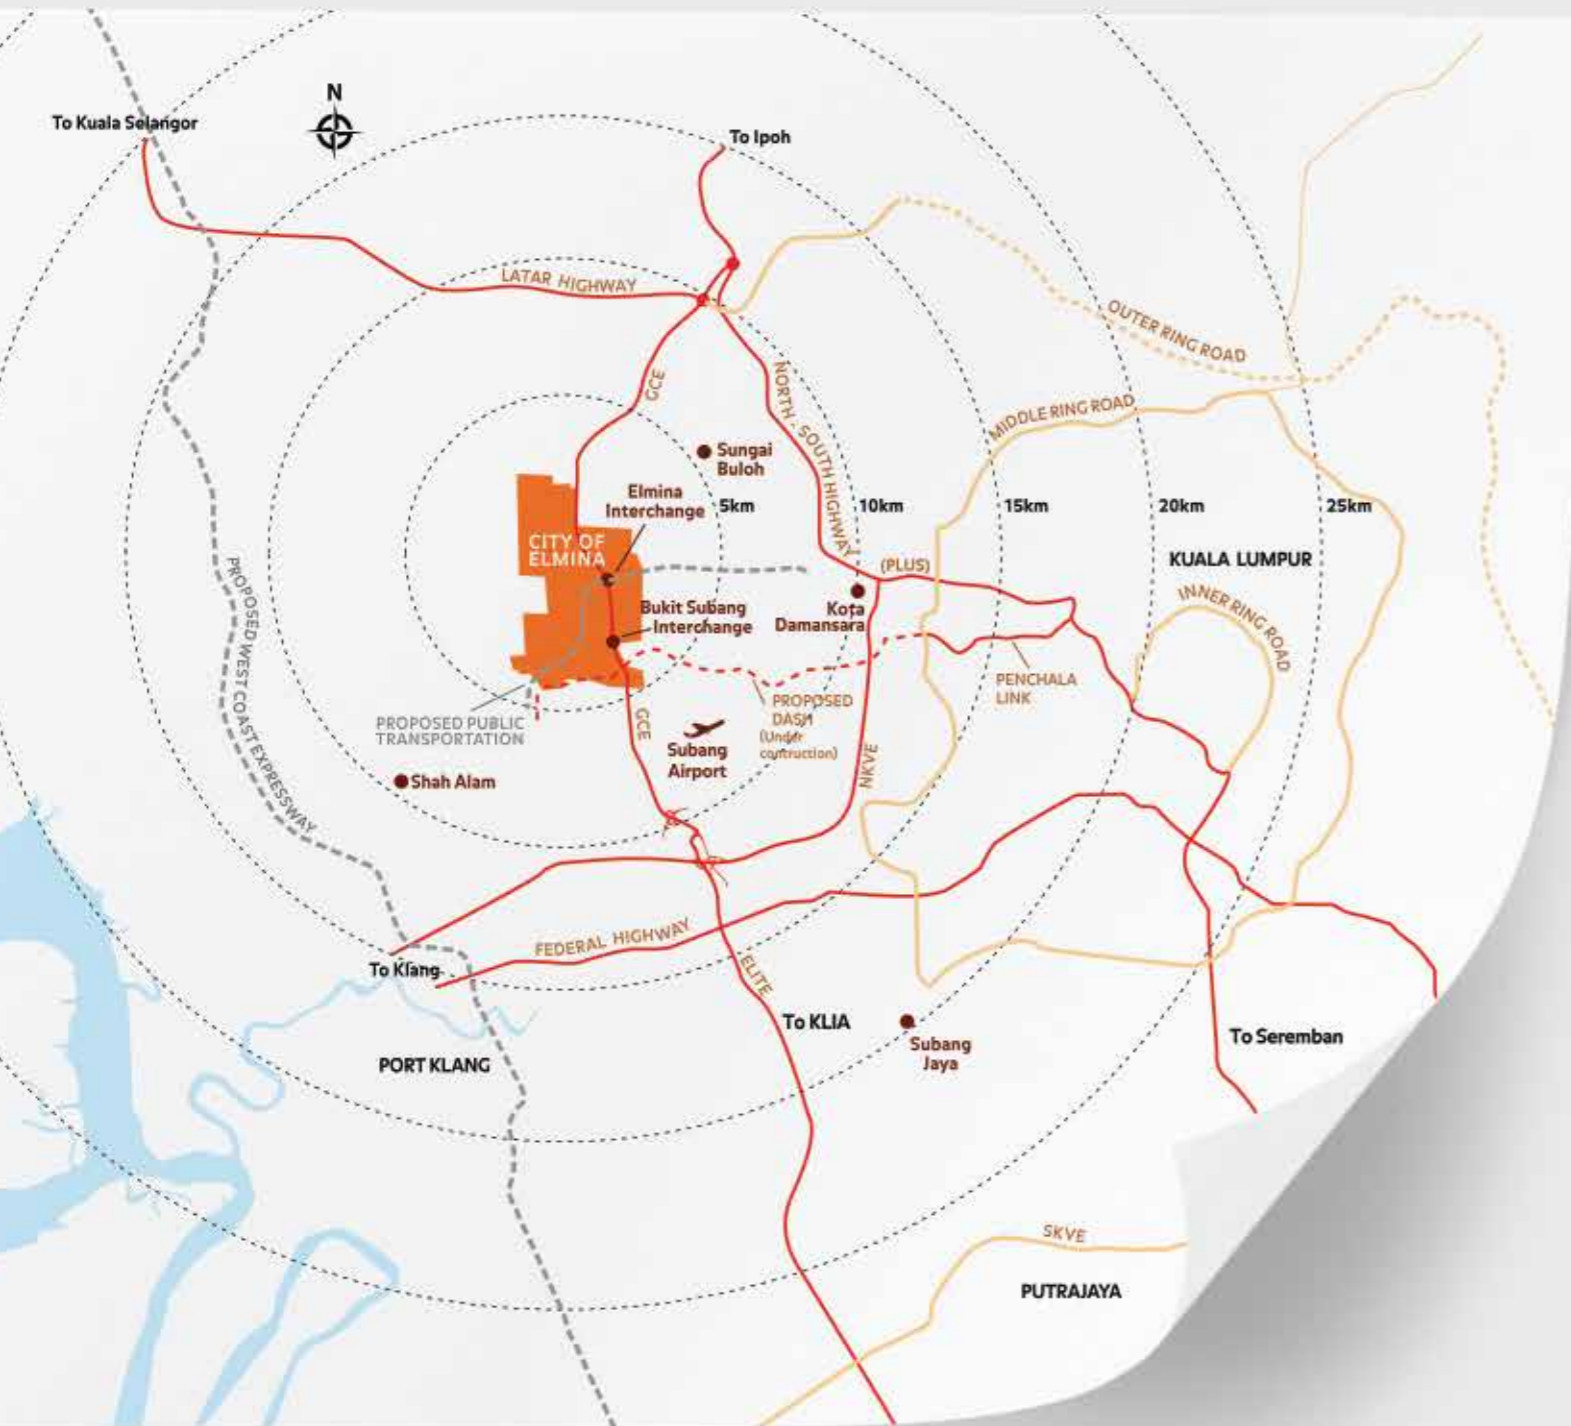 N
To Kuala Selangor
To Ipoh
LATAR HIGHWAY
OUTER RING ROAD
GCE
NORTH - SOUTH HIGHWAY
MIDDLE RING ROAD
Sungai
Buloh
Elmina
Interchange
5km
10km
15km
20km
25km
CITY OF
ELMINA
(PLUS)
KUALA LUMPUR
INNER RING ROAD
PROPOSED WEST COAST EXPRESSWAY
Bukit Subang
Interchange
Kota
Damansara
PENCHALA
LINK
PROPOSED
DASH
(Under
contruction)
PROPOSED PUBLIC
TRANSPORTATION
GCE
Subang
Airport
NKVE
Shah Alam
FEDERAL HIGHWAY
To Klang
ELITE
To KLIA
Subang
Jaya
To Seremban
PORT KLANG
SKVE
PUTRAJAYA